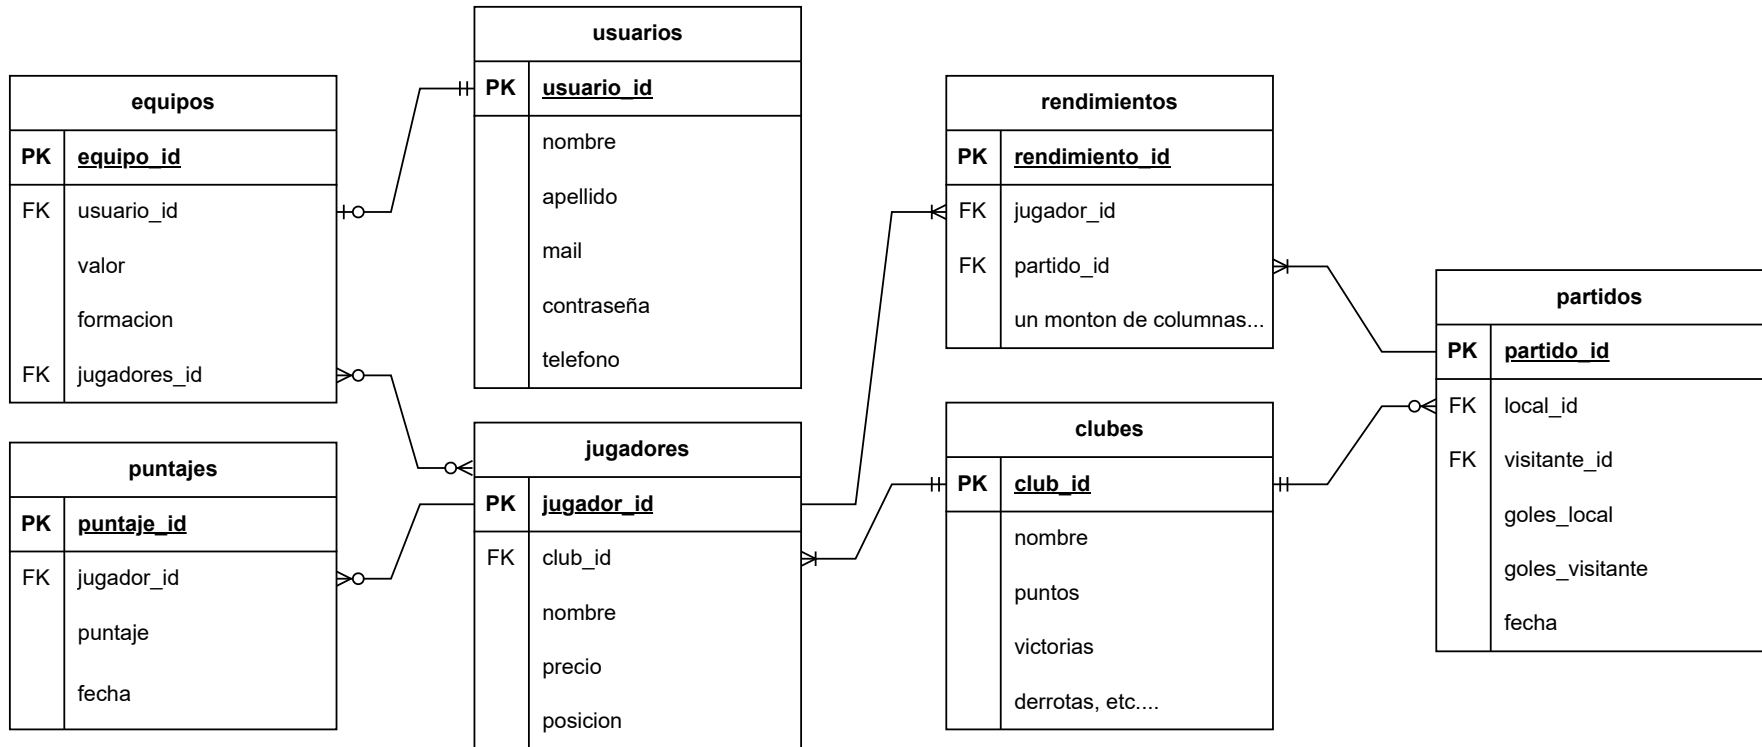 usuarios
PK usuario_id
nombre
apellido
mail
contraseña
telefono
equipos
PK equipo_id
FK usuario_id
valor
formacion
FK jugadores_id
puntajes
PK puntaje_id
FK jugador_id
puntaje
fecha
jugadores
PK jugador_id
FK club_id
nombre
precio
posicion
rendimientos
PK rendimiento_id
FK jugador_id
FK partido_id
un monton de columnas...
clubes
PK club_id
nombre
puntos
victorias
derrotas, etc....
partidos
PK partido_id
FK local_id
FK visitante_id
goles_local
goles_visitante
fecha